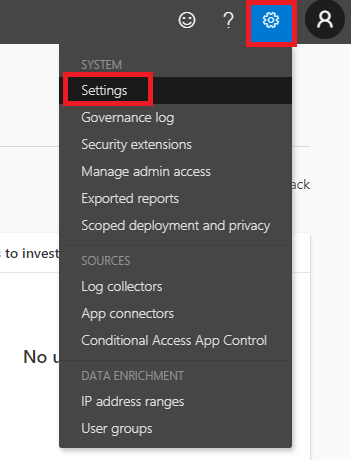 ?
SYSTEM
Settings
Governance log
Security extensions
Manage admin access
Exported reports
ack
Scoped deployment and privacy
s to invest
SOURCES
Log collectors
App connectors
Conditional Access App Control
No u
DATA ENRICHMENT
IP address ranges
User groups